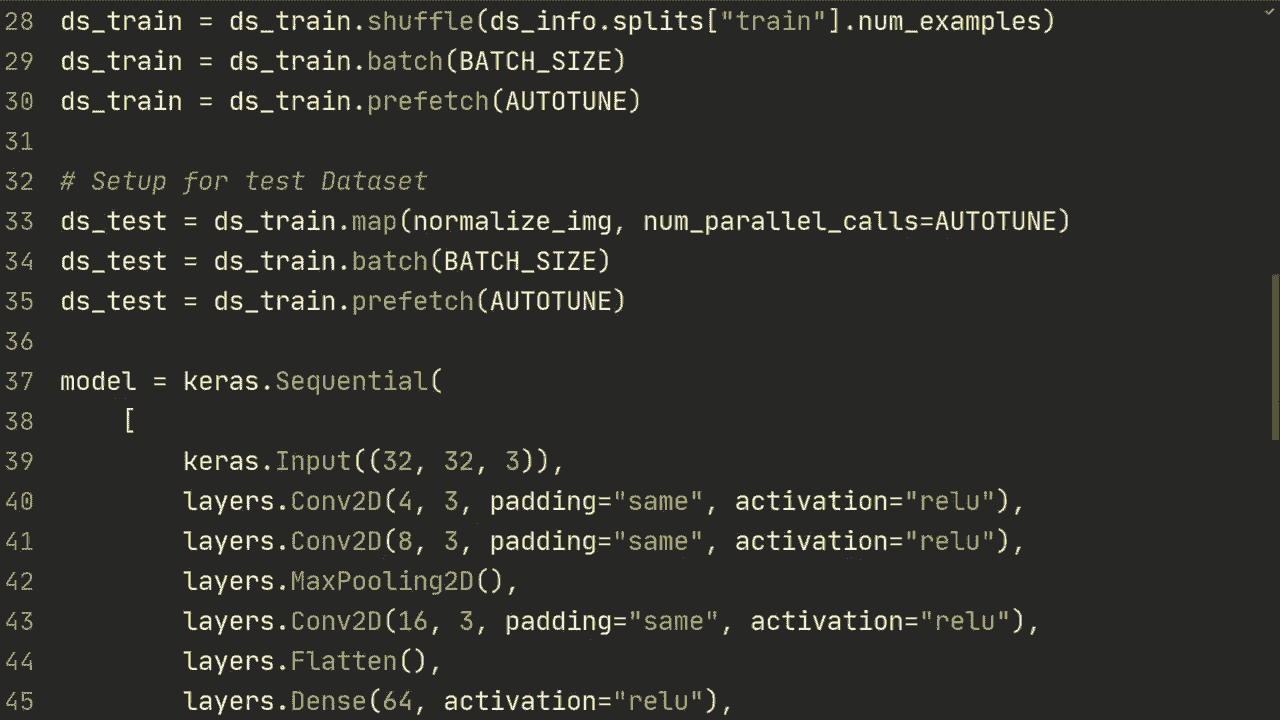 28 ds_train = ds_train.shuffle(ds_info.splits["train"].num_examples)
29 ds_train = ds_train.batch(BATCH_SIZE)
30 ds_train = ds_train.prefetch(AUTOTUNE)
31
32 # Setup for test Dataset
33 ds_test = ds_train.map(normalize_img, num_parallel_calls=AUTOTUNE)
34 ds_test = ds_train.batch(BATCH_SIZE)
35 ds_test = ds_train.prefetch(AUTOTUNE)
36
37 model = keras.Sequential(
38     [
39         keras.Input((32, 32, 3)),
40         layers.Conv2D(4, 3, padding="same", activation="relu"),
41         layers.Conv2D(8, 3, padding="same", activation="relu"),
42         layers.MaxPooling2D(),
43         layers.Conv2D(16, 3, padding="same", activation="relu"),
44         layers.Flatten(),
45         layers.Dense(64, activation="relu"),